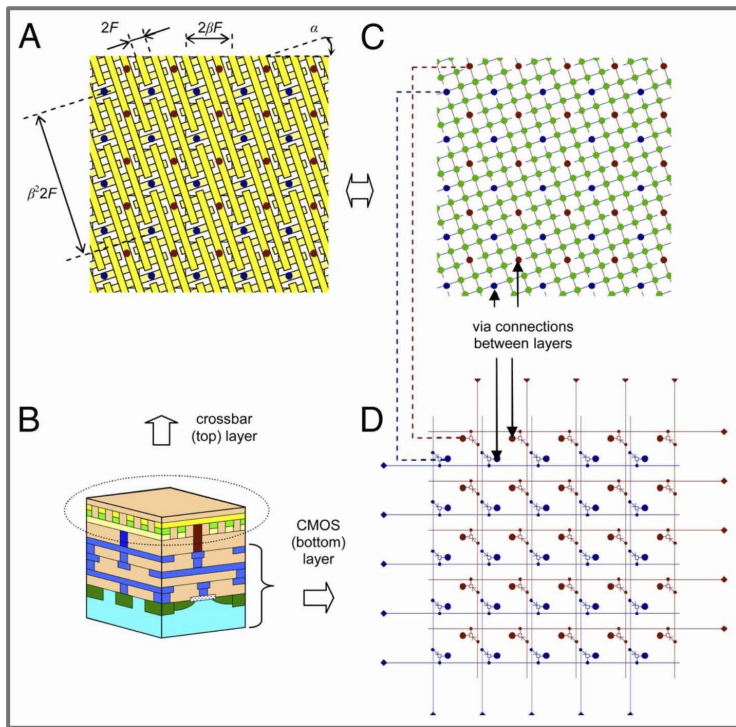 A
2F
2βF
α
β²2F
C
via connections
between layers
B
crossbar
(top) layer
CMOS
(bottom)
layer
D